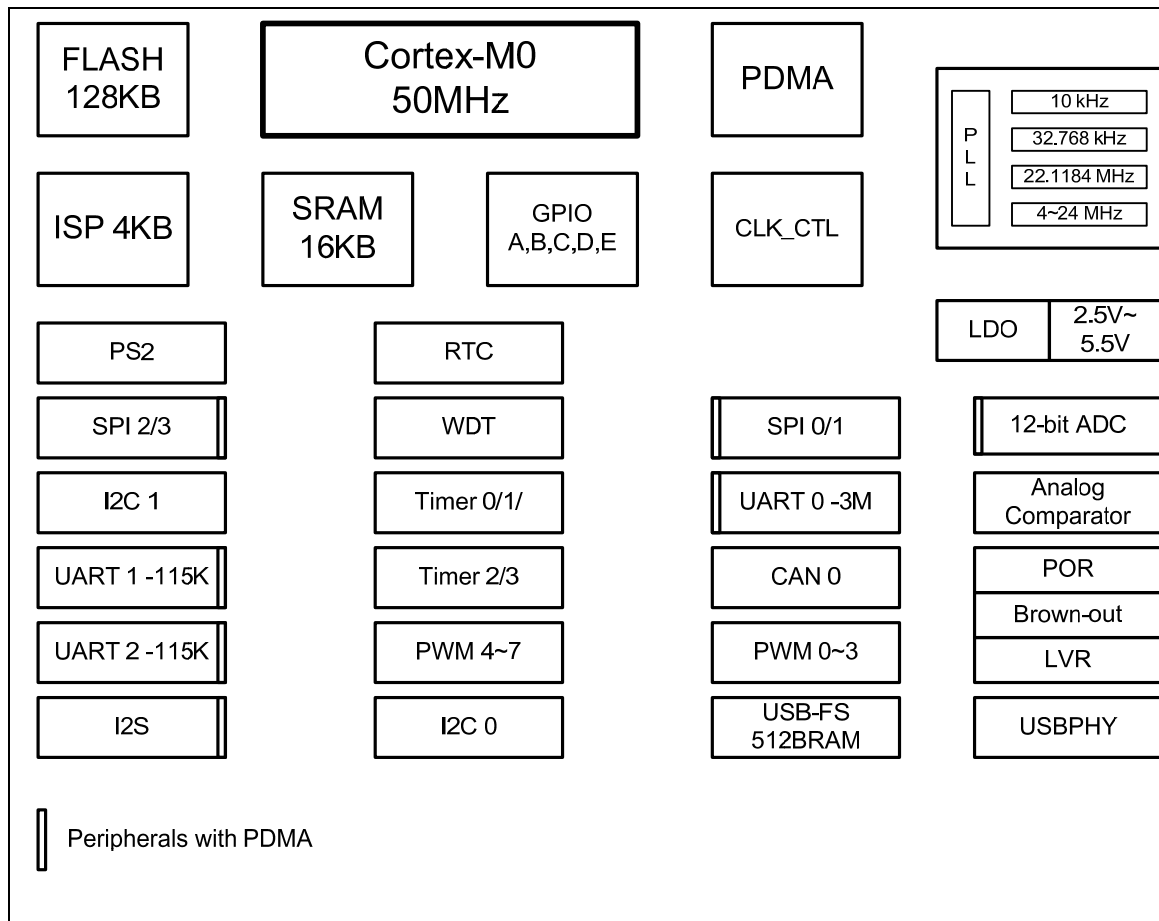 FLASH
128KB
Cortex-M0
50MHz
PDMA
P
L
L
10 kHz
32.768 kHz
22.1184 MHz
4~24 MHz
ISP 4KB
SRAM
16KB
GPIO
A,B,C,D,E
CLK_CTL
LDO
2.5V~
5.5V
PS2
RTC
SPI 2/3
WDT
SPI 0/1
12-bit ADC
I2C 1
Timer 0/1/
UART 0 -3M
Analog
Comparator
UART 1 -115K
Timer 2/3
CAN 0
POR
Brown-out
UART 2 -115K
PWM 4~7
PWM 0~3
LVR
I2S
I2C 0
USB-FS
512BRAM
USBPHY
Peripherals with PDMA